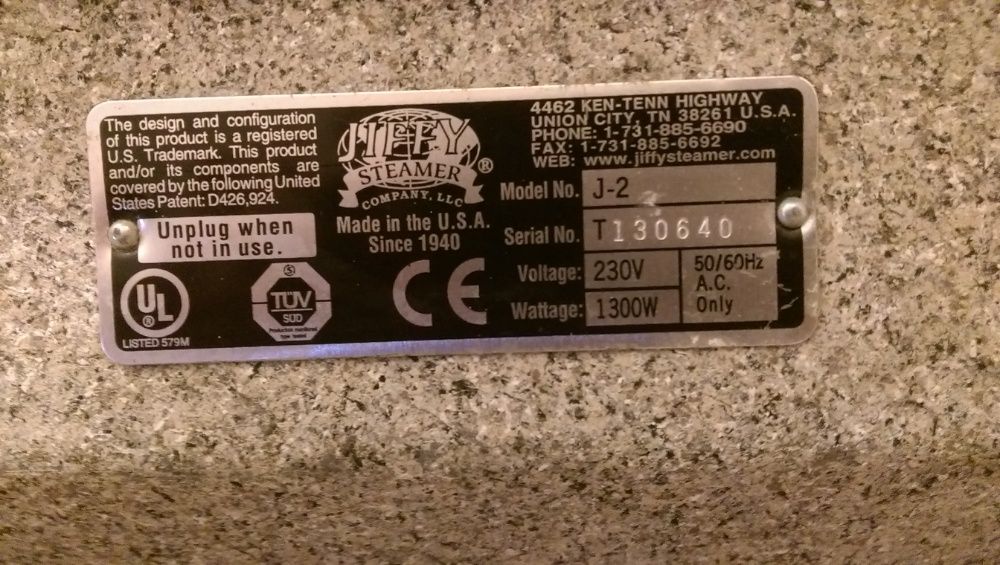 The design and configuration
of this product is a registered
U.S. Trademark. This product
and/or its components are
covered by the following United
States Patent: D426,924.
Unplug when
not in use.
UL
®
LISTED 579M
S
TÜV
SÜD
Production monitored
type tested
JIFFY
STEAMER ®
COMPANY, LLC
Made in the U.S.A.
Since 1940
CE
4462 KEN-TENN HIGHWAY
UNION CITY, TN 38261 U.S.A.
PHONE: 1-731-885-6690
FAX: 1-731-885-6692
WEB: www.jiffysteamer.com
Model No. J-2
Serial No. T130640
Voltage: 230V
Wattage: 1300W
50/60Hz
A.C.
Only